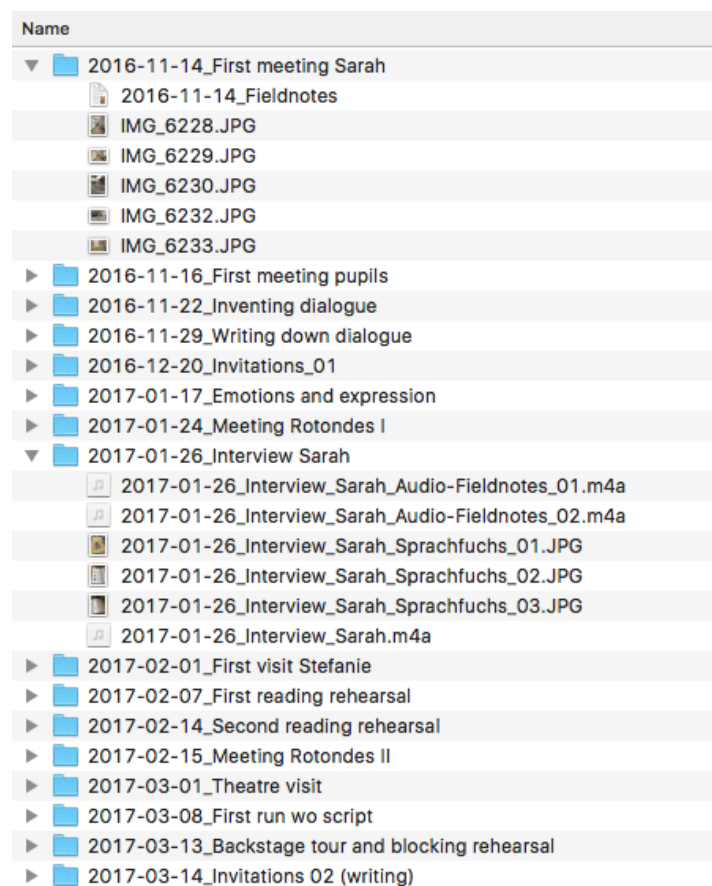 Name
2016-11-14_First meeting Sarah
2016-11-14_Fieldnotes
IMG_6228.JPG
IMG_6229.JPG
IMG_6230.JPG
IMG_6232.JPG
IMG_6233.JPG
2016-11-16_First meeting pupils
2016-11-22_Inventing dialogue
2016-11-29_Writing down dialogue
2016-12-20_Invitations_01
2017-01-17_Emotions and expression
2017-01-24_Meeting Rotondes I
2017-01-26_Interview Sarah
2017-01-26_Interview_Sarah_Audio-Fieldnotes_01.m4a
2017-01-26_Interview_Sarah_Audio-Fieldnotes_02.m4a
2017-01-26_Interview_Sarah_Sprachfuchs_01.JPG
2017-01-26_Interview_Sarah_Sprachfuchs_02.JPG
2017-01-26_Interview_Sarah_Sprachfuchs_03.JPG
2017-01-26_Interview_Sarah.m4a
2017-02-01_First visit Stefanie
2017-02-07_First reading rehearsal
2017-02-14_Second reading rehearsal
2017-02-15_Meeting Rotondes II
2017-03-01_Theatre visit
2017-03-08_First run wo script
2017-03-13_Backstage tour and blocking rehearsal
2017-03-14_Invitations 02 (writing)